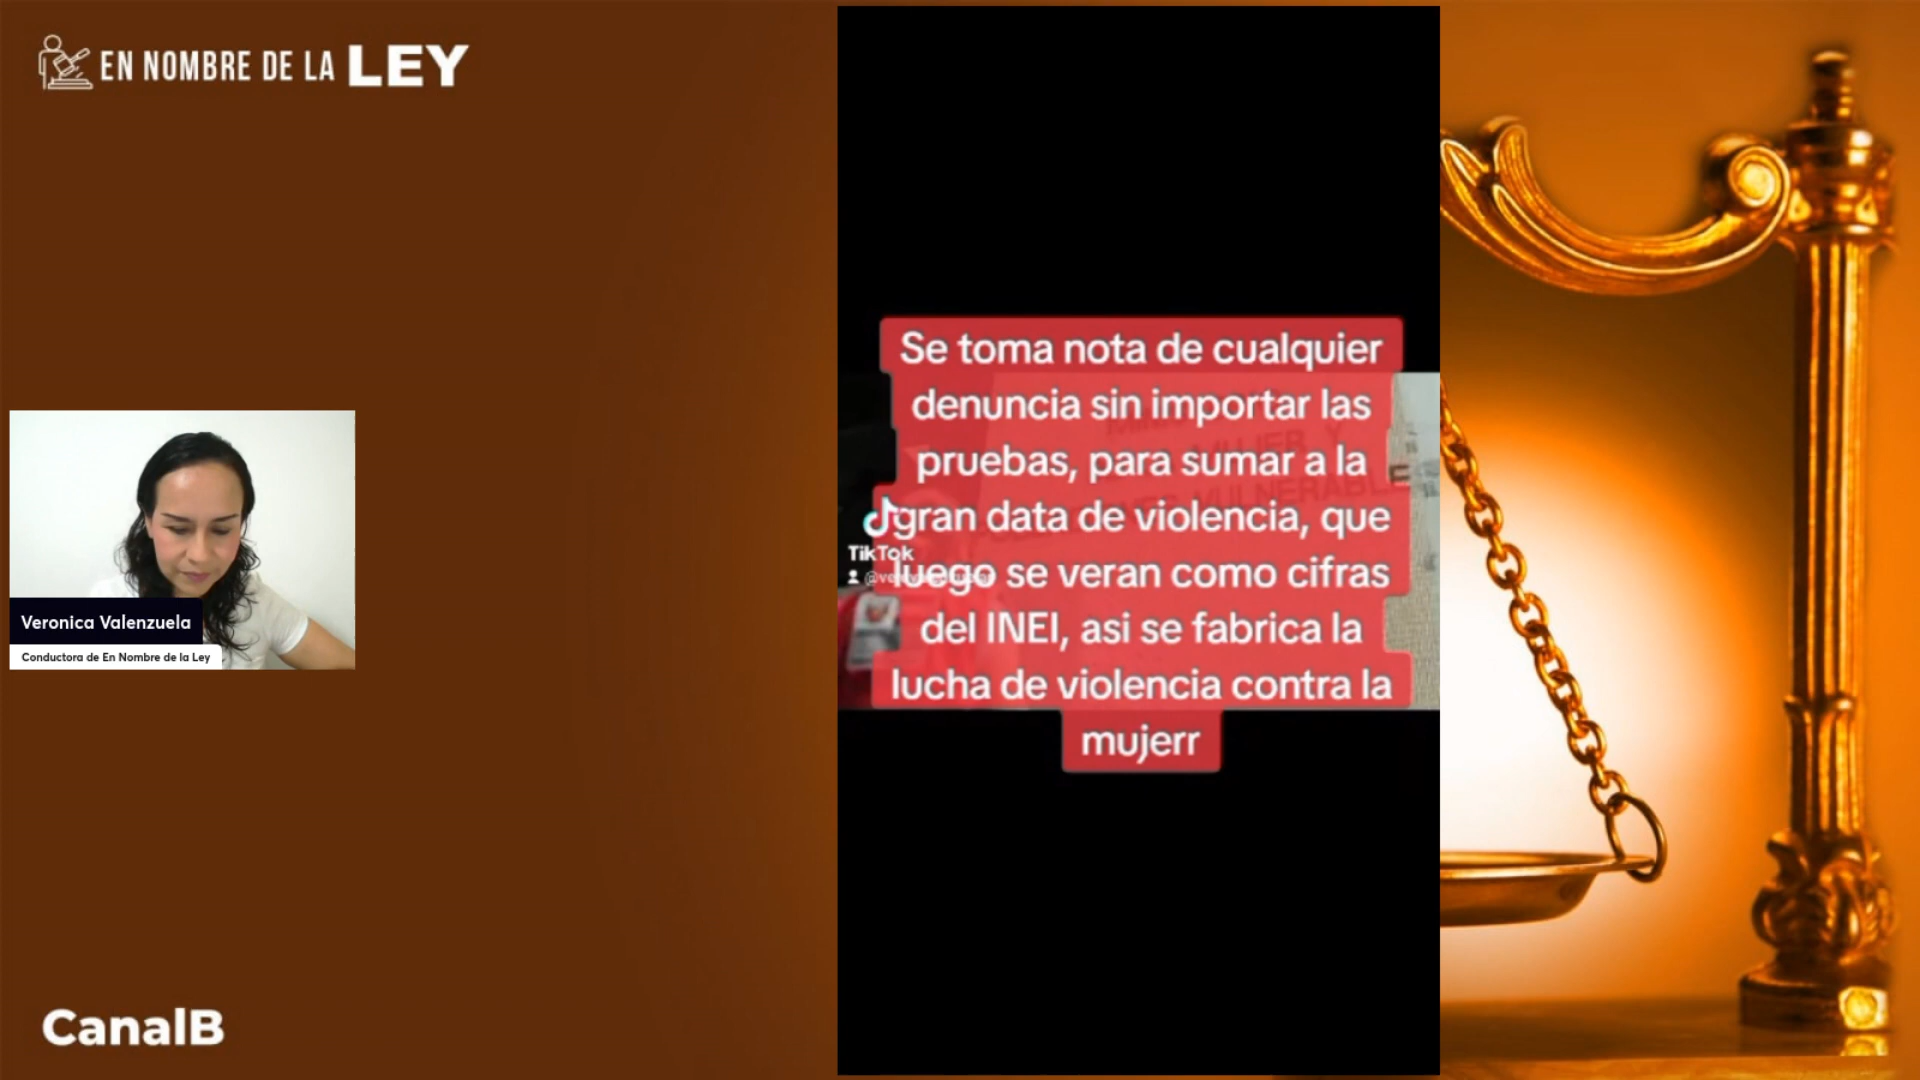 EN NOMBRE DE LA LEY
Se toma nota de cualquier
denuncia sin importar las
pruebas, para sumar a la
gran data de violencia, que
luego se veran como cifras
del INEI, asi se fabrica la
lucha de violencia contra la
mujerr
TikTok
Veronica Valenzuela
Conductora de En Nombre de la Ley
CanalB